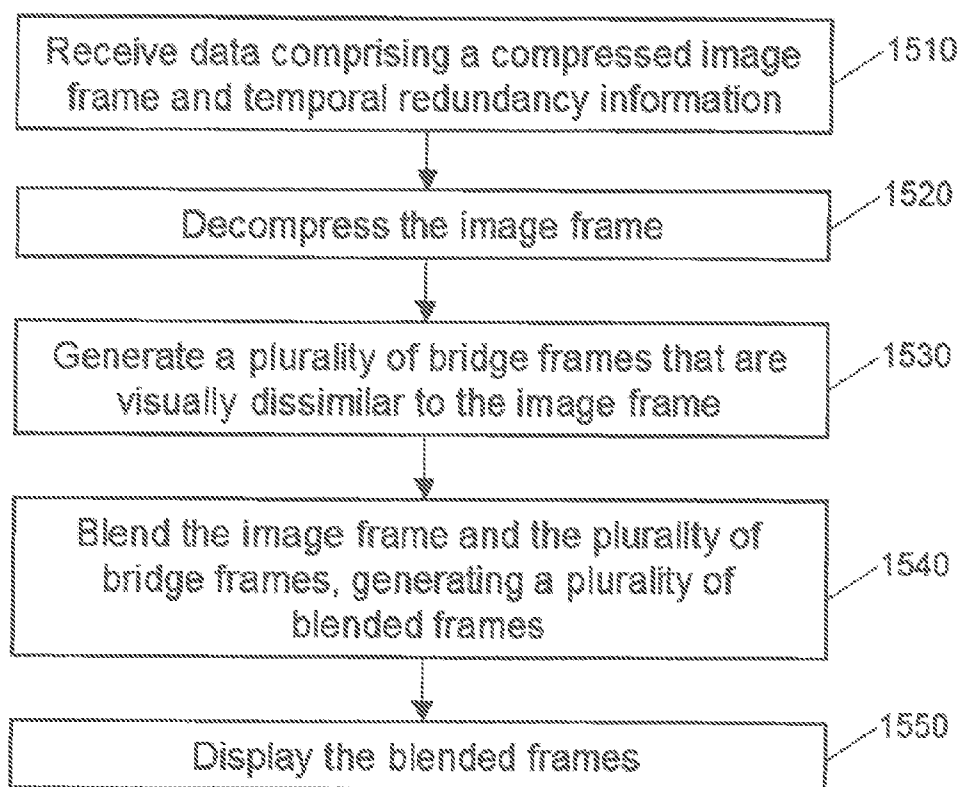 Receive data comprising a compressed image
frame and temporal redundancy information
1510
Decompress the image frame
1520
Generate a plurality of bridge frames that are
visually dissimilar to the image frame
1530
Blend the image frame and the plurality of
bridge frames, generating a plurality of
blended frames
1540
Display the blended frames
1550